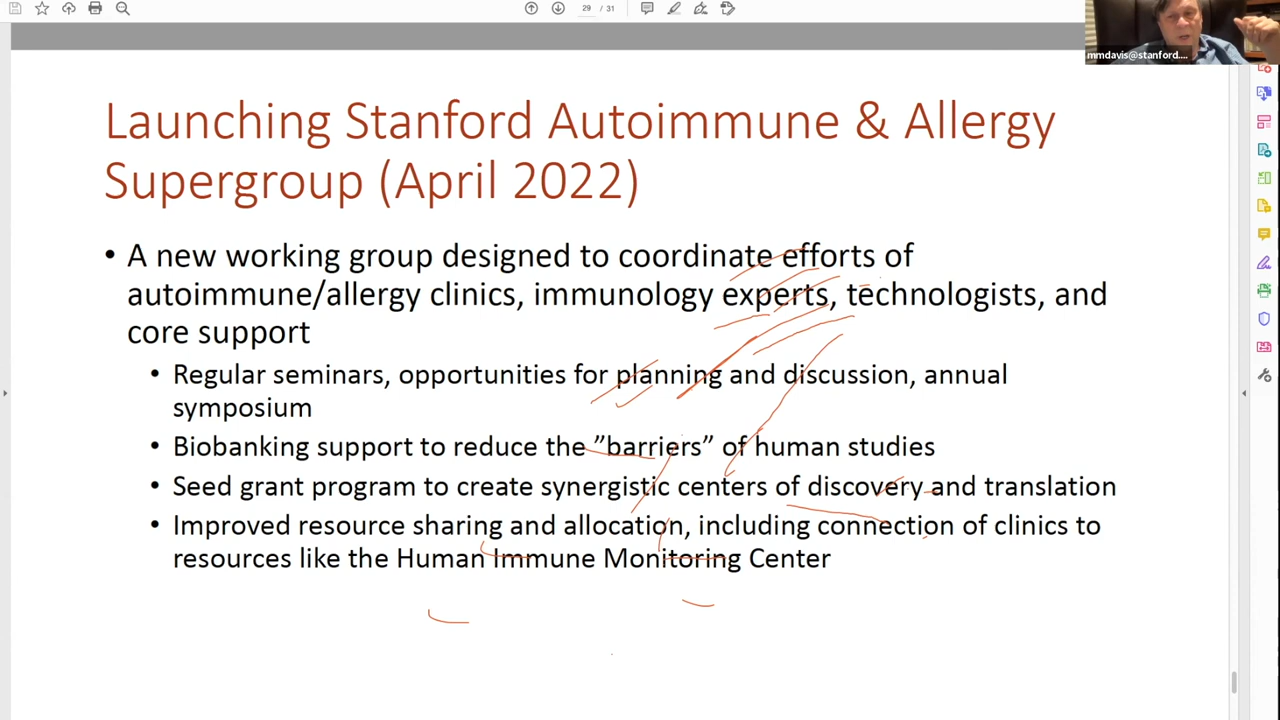 29 / 31
mmdavis@stanford....
Launching Stanford Autoimmune & Allergy
Supergroup (April 2022)
• A new working group designed to coordinate efforts of
autoimmune/allergy clinics, immunology experts, technologists, and
core support
• Regular seminars, opportunities for planning and discussion, annual
symposium
• Biobanking support to reduce the ”barriers” of human studies
• Seed grant program to create synergistic centers of discovery and translation
• Improved resource sharing and allocation, including connection of clinics to
resources like the Human Immune Monitoring Center